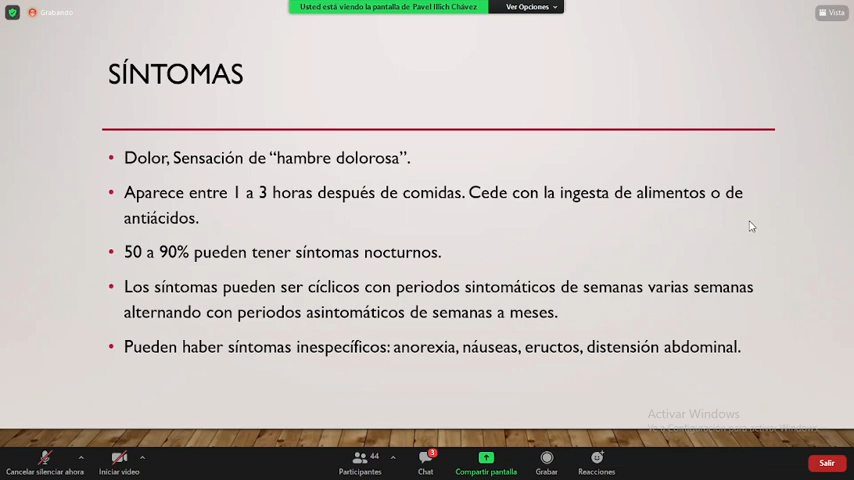 Grabando
Usted está viendo la pantalla de Pavel Illich Chávez
Ver Opciones
Vista
SÍNTOMAS
• Dolor, Sensación de “hambre dolorosa”.
• Aparece entre 1 a 3 horas después de comidas. Cede con la ingesta de alimentos o de
antiácidos.
• 50 a 90% pueden tener síntomas nocturnos.
• Los síntomas pueden ser cíclicos con periodos sintomáticos de semanas varias semanas
alternando con periodos asintomáticos de semanas a meses.
• Pueden haber síntomas inespecíficos: anorexia, náuseas, eructos, distensión abdominal.
Activar Windows
para activar Windows
44
3
Cancelar silenciar ahora
Iniciar video
Participantes
Chat
Compartir pantalla
Grabar
Reacciones
Salir